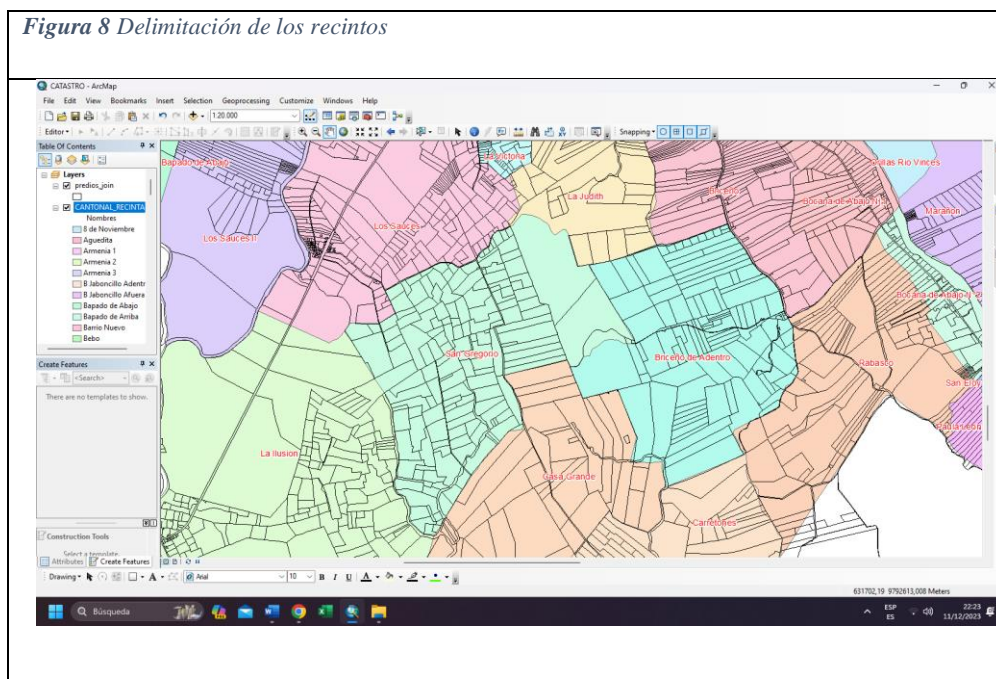 Figura 8 Delimitación de los recintos
CATASTRO - ArcMap
File Edit View Bookmarks Insert Selection Geoprocessing Customize Windows Help
1:20.000
Editor
Snapping
Table Of Contents
Layers
predios_join
CANTONAL_RECINTA
Nombres
8 de Noviembre
Aguedita
Armenia 1
Armenia 2
Armenia 3
B Jaboncillo Adentr
B Jaboncillo Afuera
Bapado de Abajo
Bapado de Arriba
Barrio Nuevo
Bebo
Create Features
<Search>
There are no templates to show.
Construction Tools
Select a template.
Attributes Create Features
Bapado de Abajo
La Victoria
La Judith
Briceño
Villas Rio Vinces
Bocana de Abajo
Marañon
Los Sauces II
Los Sauces
Bocana de Abajo
San Gregorio
Briceño de Adentro
Rabasco
San Eloy
La Ilusion
Casa Grande
Carretones
Drawing
Arial
10
B I U A
631702,19 9792613,008 Meters
Búsqueda
ESP
ES
22:23
11/12/2023